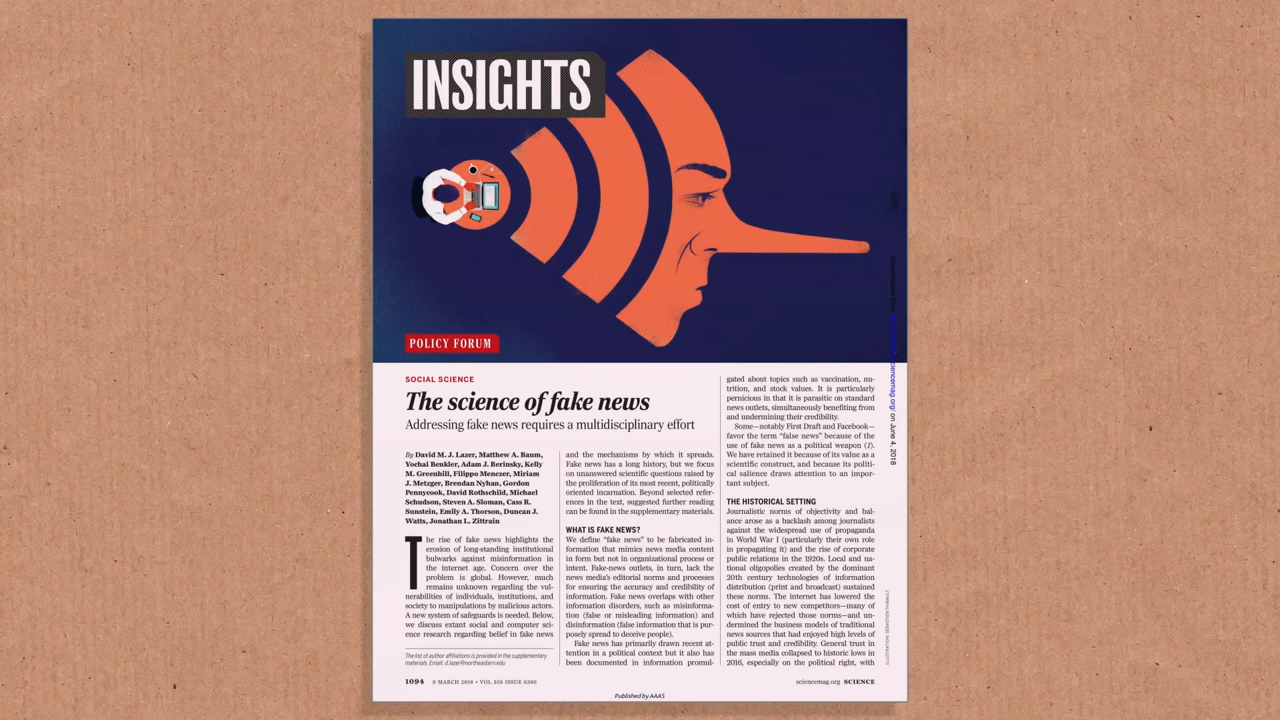 INSIGHTS
POLICY FORUM
SOCIAL SCIENCE
The science of fake news
Addressing fake news requires a multidisciplinary effort
By David M. J. Lazer, Matthew A. Baum,
Yochai Benkler, Adam J. Berinsky, Kelly
M. Greenhill, Filippo Menczer, Miriam
J. Metzger, Brendan Nyhan, Gordon
Pennycook, David Rothschild, Michael
Schudson, Steven A. Sloman, Cass R.
Sunstein, Emily A. Thorson, Duncan J.
Watts, Jonathan L. Zittrain
The rise of fake news highlights the
erosion of long-standing institutional
bulwarks against misinformation in
the internet age. Concern over the
problem is global. However, much
remains unknown regarding the vul-
nerabilities of individuals, institutions, and
society to manipulations by malicious actors.
A new system of safeguards is needed. Below,
we discuss extant social and computer sci-
ence research regarding belief in fake news
The list of author affiliations is provided in the supplementary
materials. Email: d.lazer@northeastern.edu
and the mechanisms by which it spreads.
Fake news has a long history, but we focus
on unanswered scientific questions raised by
the proliferation of its most recent, politically
oriented incarnation. Beyond selected refer-
ences in the text, suggested further reading
can be found in the supplementary materials.
WHAT IS FAKE NEWS?
We define “fake news” to be fabricated in-
formation that mimics news media content
in form but not in organizational process or
intent. Fake-news outlets, in turn, lack the
news media’s editorial norms and processes
for ensuring the accuracy and credibility of
information. Fake news overlaps with other
information disorders, such as misinforma-
tion (false or misleading information) and
disinformation (false information that is pur-
posely spread to deceive people).
Fake news has primarily drawn recent at-
tention in a political context but it also has
been documented in information promul-
gated about topics such as vaccination, nu-
trition, and stock values. It is particularly
pernicious in that it is parasitic on standard
news outlets, simultaneously benefiting from
and undermining their credibility.
Some—notably First Draft and Facebook—
favor the term “false news” because of the
use of fake news as a political weapon (1).
We have retained it because of its value as a
scientific construct, and because its politi-
cal salience draws attention to an impor-
tant subject.
THE HISTORICAL SETTING
Journalistic norms of objectivity and bal-
ance arose as a backlash among journalists
against the widespread use of propaganda
in World War I (particularly their own role
in propagating it) and the rise of corporate
public relations in the 1920s. Local and na-
tional oligopolies created by the dominant
20th century technologies of information
distribution (print and broadcast) sustained
these norms. The internet has lowered the
cost of entry to new competitors—many of
which have rejected those norms—and un-
dermined the business models of traditional
news sources that had enjoyed high levels of
public trust and credibility. General trust in
the mass media collapsed to historic lows in
2016, especially on the political right, with
sciencemag.org/ on June 4, 2018
ILLUSTRATION: SÉBASTIEN THIBAULT
1094 9 MARCH 2018 • VOL 359 ISSUE 6380
sciencemag.org SCIENCE
Published by AAAS